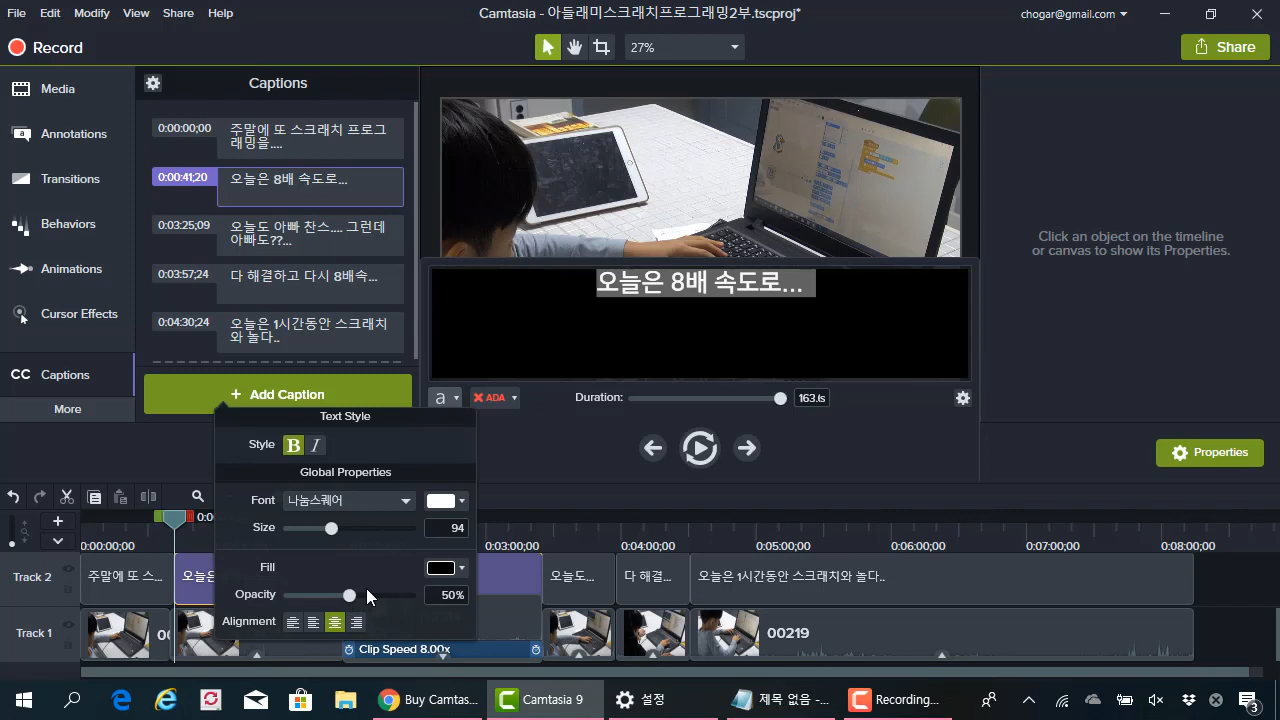 File Edit Modify View Share Help
Camtasia - 아들래미스크래치프로그래밍2부.tscproj*
chogar@gmail.com
Record
27%
Share
Media
Annotations
Transitions
Behaviors
Animations
Cursor Effects
CC Captions
More
Captions
0:00:00;00
주말에 또 스크래치 프로그
래밍을....
0:00:41;20
오늘은 8배 속도로...
0:03:25;09
오늘도 아빠 찬스.... 그런데
아빠도??...
0:03:57;24
다 해결하고 다시 8배속...
0:04:30;24
오늘은 1시간동안 스크래치
와 놀다..
+ Add Caption
오늘은 8배 속도로...
a
ADA
Duration:
Click an object on the timeline
or canvas to show its Properties.
Properties
Text Style
Style B I
Global Properties
Font 나눔스퀘어
Size 94
Fill
Opacity 50%
Alignment
0:00:00;00 0:03:00;00 0:04:00;00 0:05:00;00 0:06:00;00 0:07:00;00 0:08:00;00
Track 2
주말에 또 스...
오늘도...
다 해결...
오늘은 1시간동안 스크래치와 놀다..
Track 1
00219
Clip Speed 8.00x
Buy Camtas...
Camtasia 9
설정
제목 없음 -...
Recording...
3